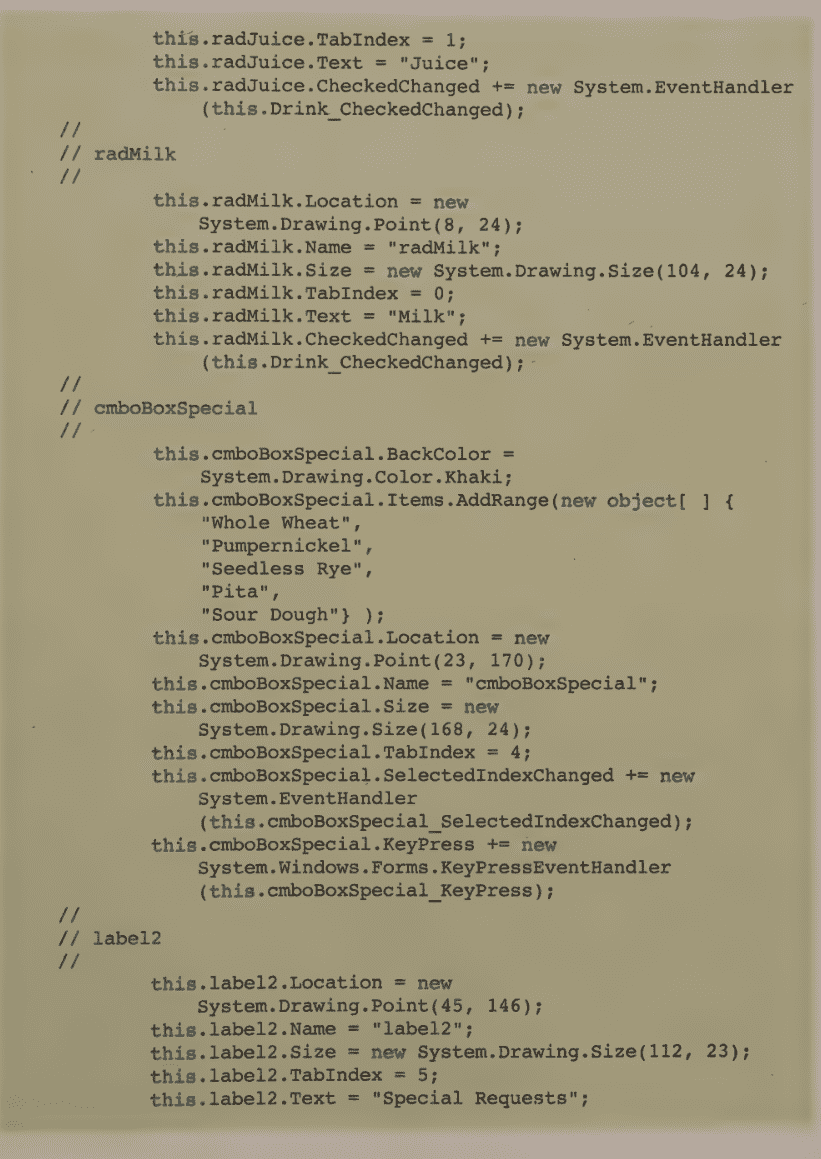 this.radJuice.TabIndex = 1;
this.radJuice.Text = "Juice";
this.radJuice.CheckedChanged += new System.EventHandler
(this.Drink_CheckedChanged);
//
// radMilk
//
this.radMilk.Location = new
System.Drawing.Point(8, 24);
this.radMilk.Name = "radMilk";
this.radMilk.Size = new System.Drawing.Size(104, 24);
this.radMilk.TabIndex = 0;
this.radMilk.Text = "Milk";
this.radMilk.CheckedChanged += new System.EventHandler
(this.Drink_CheckedChanged);
//
// cmboBoxSpecial
//
this.cmboBoxSpecial.BackColor =
System.Drawing.Color.Khaki;
this.cmboBoxSpecial.Items.AddRange(new object[ ] {
"Whole Wheat",
"Pumpernickel",
"Seedless Rye",
"Pita",
"Sour Dough"} );
this.cmboBoxSpecial.Location = new
System.Drawing.Point(23, 170);
this.cmboBoxSpecial.Name = "cmboBoxSpecial";
this.cmboBoxSpecial.Size = new
System.Drawing.Size(168, 24);
this.cmboBoxSpecial.TabIndex = 4;
this.cmboBoxSpecial.SelectedIndexChanged += new
System.EventHandler
(this.cmboBoxSpecial_SelectedIndexChanged);
this.cmboBoxSpecial.KeyPress += new
System.Windows.Forms.KeyPressEventHandler
(this.cmboBoxSpecial_KeyPress);
//
// label2
//
this.label2.Location = new
System.Drawing.Point(45, 146);
this.label2.Name = "label2";
this.label2.Size = new System.Drawing.Size(112, 23);
this.label2.TabIndex = 5;
this.label2.Text = "Special Requests";